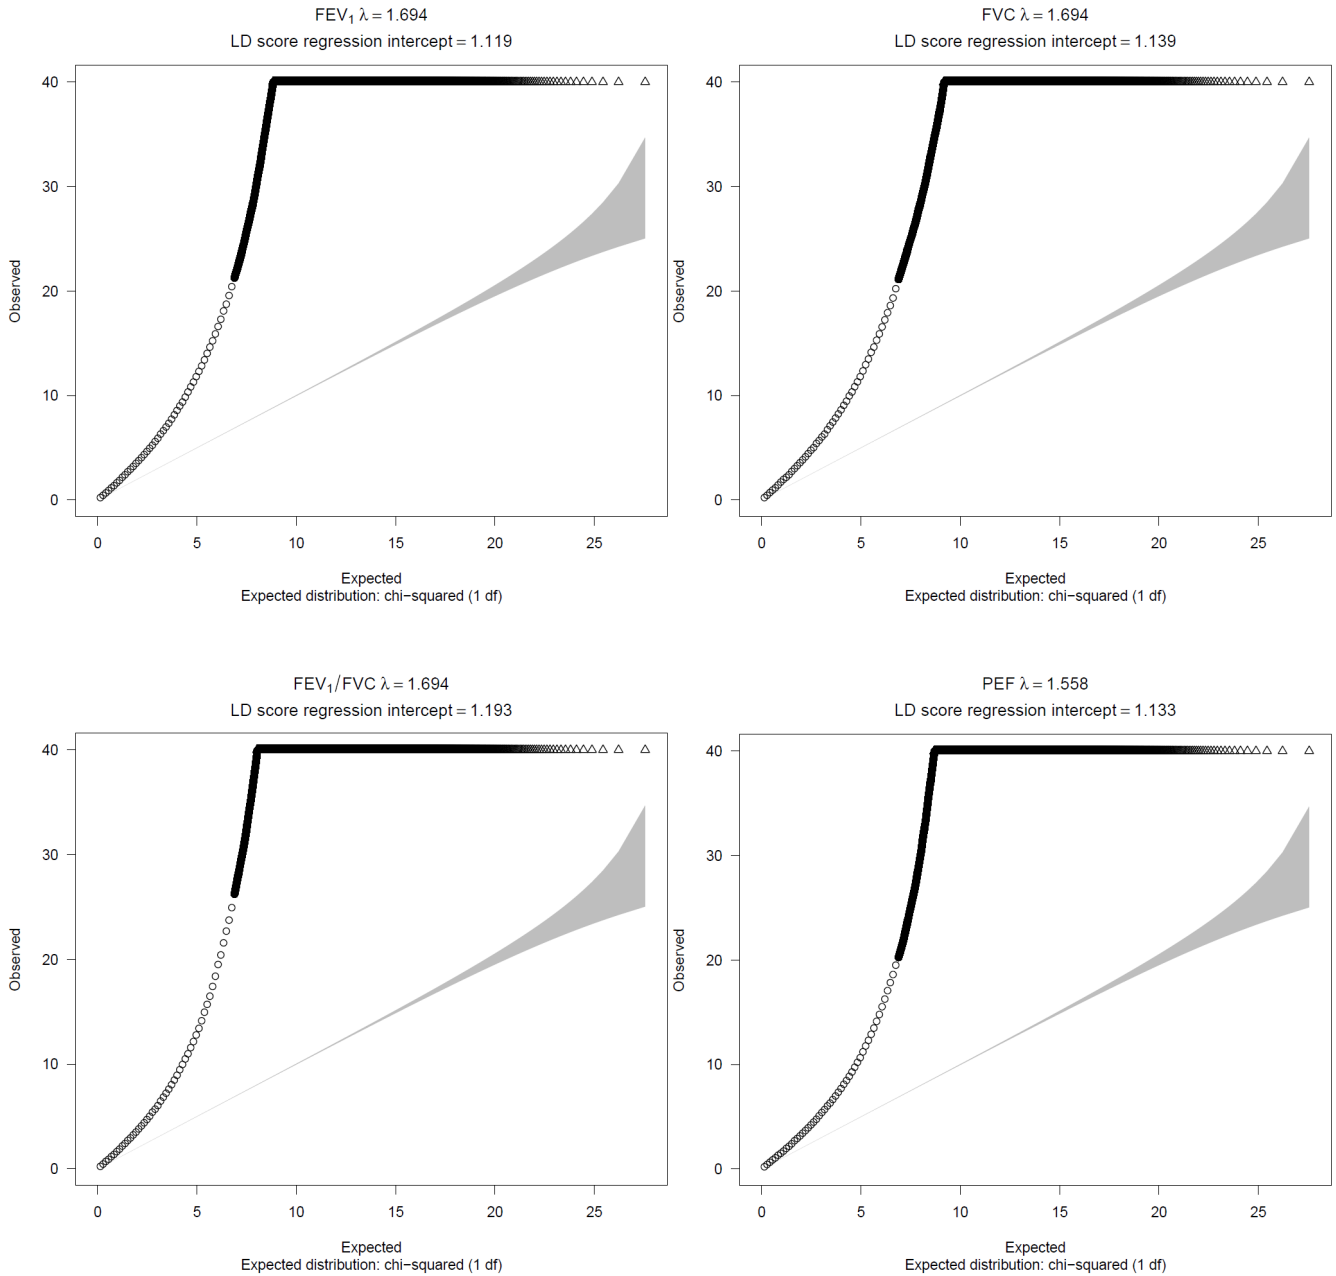 FEV₁ λ = 1.694
LD score regression intercept = 1.119
40
30
20
10
0
Observed
0 5 10 15 20 25
Expected
Expected distribution: chi−squared (1 df)
FVC λ = 1.694
LD score regression intercept = 1.139
40
30
20
10
0
Observed
0 5 10 15 20 25
Expected
Expected distribution: chi−squared (1 df)
FEV₁/FVC λ = 1.694
LD score regression intercept = 1.193
40
30
20
10
0
Observed
0 5 10 15 20 25
Expected
Expected distribution: chi−squared (1 df)
PEF λ = 1.558
LD score regression intercept = 1.133
40
30
20
10
0
Observed
0 5 10 15 20 25
Expected
Expected distribution: chi−squared (1 df)